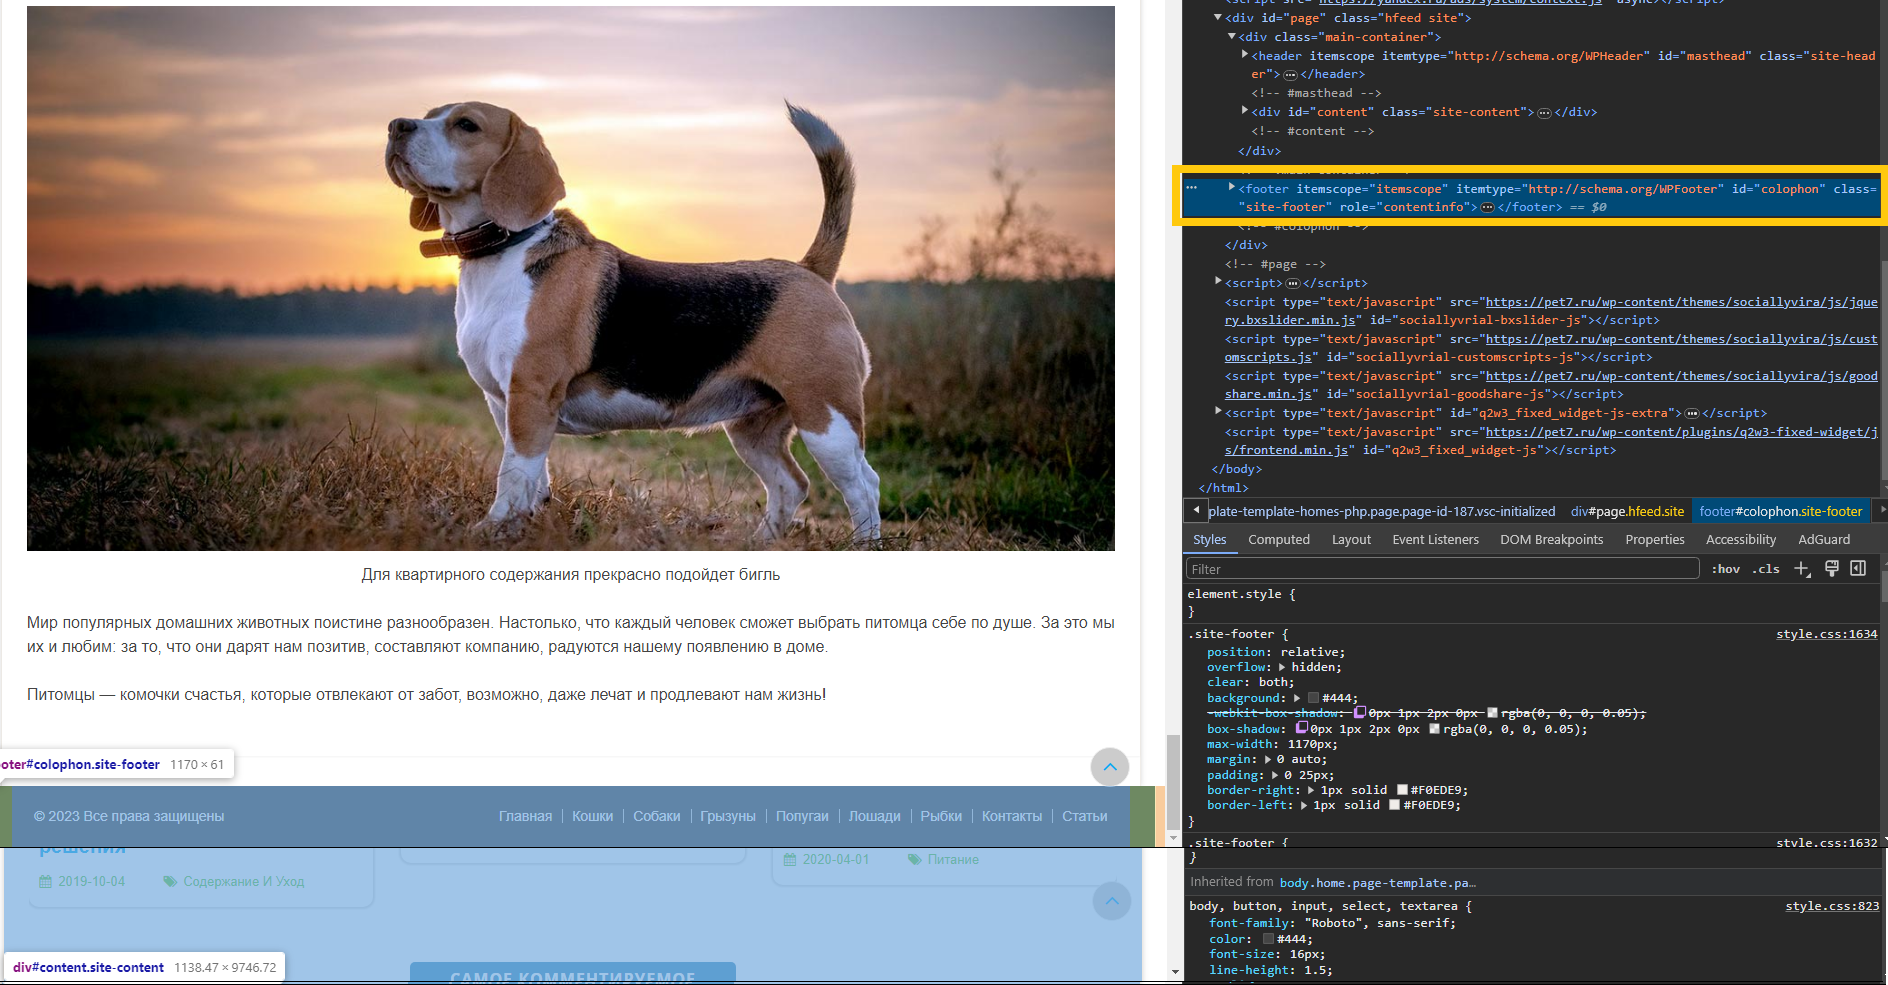 Для квартирного содержания прекрасно подойдет бигль
Мир популярных домашних животных поистине разнообразен. Настолько, что каждый человек сможет выбрать питомца себе по душе. За это мы
их и любим: за то, что они дарят нам позитив, составляют компанию, радуются нашему появлению в доме.
Питомцы — комочки счастья, которые отвлекают от забот, возможно, даже лечат и продлевают нам жизнь!
oter#colophon.site-footer 1170 × 61
© 2023 Все права защищены
Главная
Кошки
Собаки
Грызуны
Попугаи
Лошади
Рыбки
Контакты
Статьи
решения
2019-10-04 Содержание И Уход
2020-04-01 Питание
div#content.site-content 1138.47 × 9746.72
САМОЕ КОММЕНТИРУЕМОЕ
<script src="https://yandex.ru/ads/system/context.js" async></script>
<div id="page" class="hfeed site">
<div class="main-container">
<header itemscope itemtype="http://schema.org/WPHeader" id="masthead" class="site-head
er">…</header>
<!-- #masthead -->
<div id="content" class="site-content">…</div>
<!-- #content -->
</div>
<footer itemscope="itemscope" itemtype="http://schema.org/WPFooter" id="colophon" class=
"site-footer" role="contentinfo">…</footer> == $0
<!-- #colophon -->
</div>
<!-- #page -->
<script>…</script>
<script type="text/javascript" src="https://pet7.ru/wp-content/themes/sociallyvira/js/jque
ry.bxslider.min.js" id="sociallyvrial-bxslider-js"></script>
<script type="text/javascript" src="https://pet7.ru/wp-content/themes/sociallyvira/js/cust
omscripts.js" id="sociallyvrial-customscripts-js"></script>
<script type="text/javascript" src="https://pet7.ru/wp-content/themes/sociallyvira/js/good
share.min.js" id="sociallyvrial-goodshare-js"></script>
<script type="text/javascript" id="q2w3_fixed_widget-js-extra">…</script>
<script type="text/javascript" src="https://pet7.ru/wp-content/plugins/q2w3-fixed-widget/j
s/frontend.min.js" id="q2w3_fixed_widget-js"></script>
</body>
</html>
plate-template-homes-php.page.page-id-187.vsc-initialized div#page.hfeed.site footer#colophon.site-footer
Styles Computed Layout Event Listeners DOM Breakpoints Properties Accessibility AdGuard
Filter :hov .cls
element.style {
}
.site-footer { style.css:1634
position: relative;
overflow: hidden;
clear: both;
background: #444;
-webkit-box-shadow: 0px 1px 2px 0px rgba(0, 0, 0, 0.05);
box-shadow: 0px 1px 2px 0px rgba(0, 0, 0, 0.05);
max-width: 1170px;
margin: 0 auto;
padding: 0 25px;
border-right: 1px solid #F0EDE9;
border-left: 1px solid #F0EDE9;
}
.site-footer { style.css:1632
}
Inherited from body.home.page-template.pa…
body, button, input, select, textarea { style.css:823
font-family: "Roboto", sans-serif;
color: #444;
font-size: 16px;
line-height: 1.5;